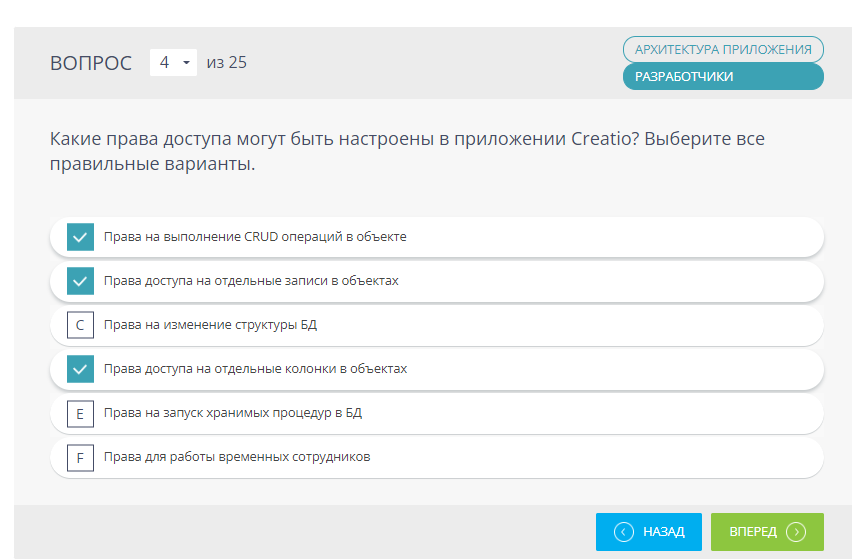 ВОПРОС 4 из 25
АРХИТЕКТУРА ПРИЛОЖЕНИЯ
РАЗРАБОТЧИКИ
Какие права доступа могут быть настроены в приложении Creatio? Выберите все
правильные варианты.
Права на выполнение CRUD операций в объекте
Права доступа на отдельные записи в объектах
C Права на изменение структуры БД
Права доступа на отдельные колонки в объектах
E Права на запуск хранимых процедур в БД
F Права для работы временных сотрудников
НАЗАД ВПЕРЕД